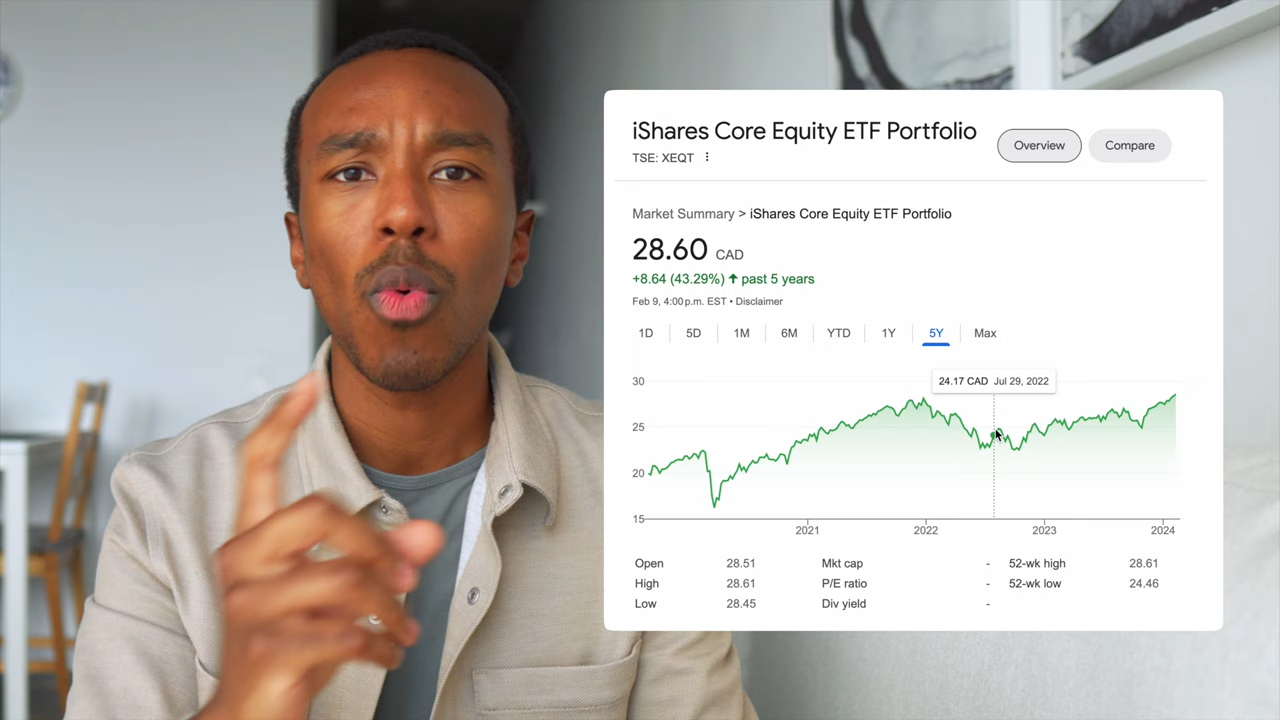 iShares Core Equity ETF Portfolio
TSE: XEQT
Overview
Compare
Market Summary > iShares Core Equity ETF Portfolio
28.60 CAD
+8.64 (43.29%) ↑ past 5 years
Feb 9, 4:00 p.m. EST • Disclaimer
1D 5D 1M 6M YTD 1Y 5Y Max
24.17 CAD Jul 29, 2022
30
25
20
15
2021 2022 2023 2024
Open 28.51 Mkt cap - 52-wk high 28.61
High 28.61 P/E ratio - 52-wk low 24.46
Low 28.45 Div yield -